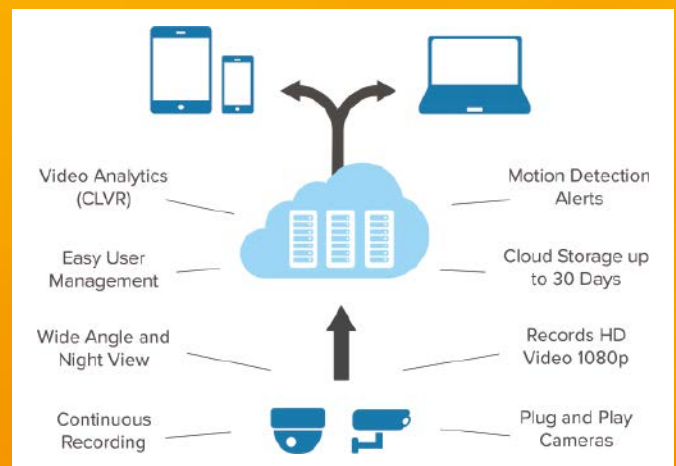 Video Analytics
(CLVR)
Motion Detection
Alerts
Easy User
Management
Cloud Storage up
to 30 Days
Wide Angle and
Night View
Records HD
Video 1080p
Continuous
Recording
Plug and Play
Cameras